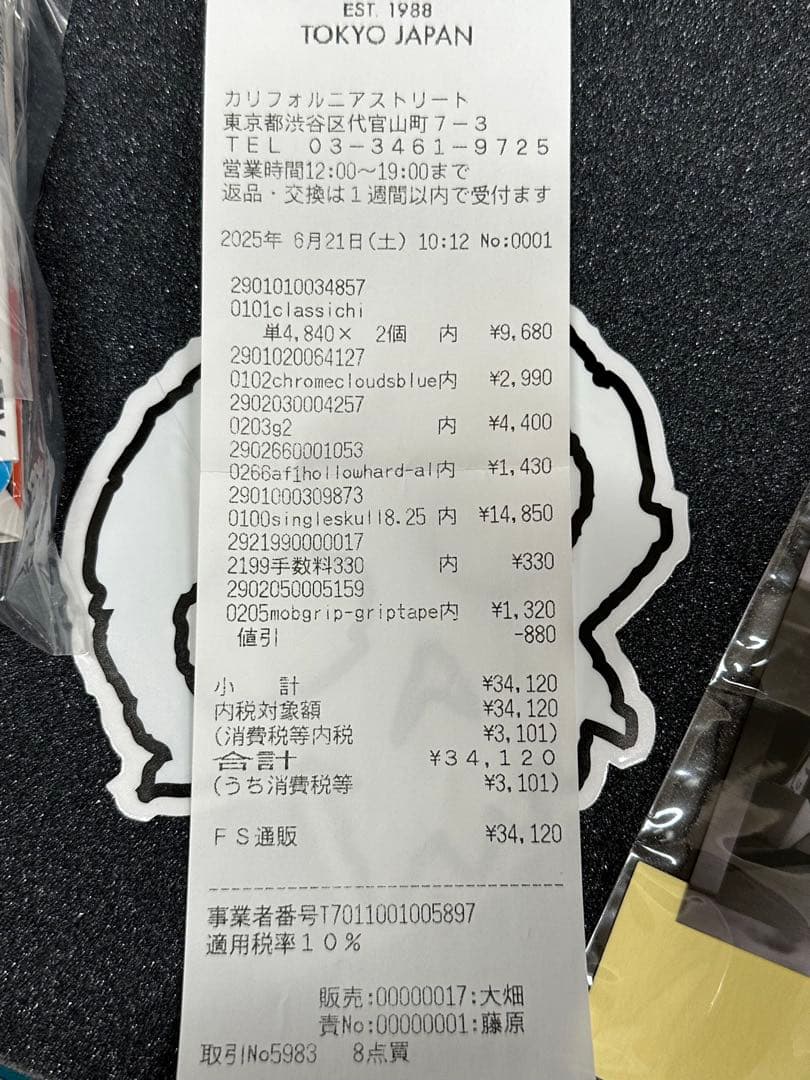 EST. 1988
TOKYO JAPAN
カリフォルニアストリート
東京都渋谷区代官山町７－３
ＴＥＬ ０３－３４６１－９７２５
営業時間12:00～19:00まで
返品・交換は１週間以内で受付ます
2025年 6月21日(土) 10:12 No:0001
2901010034857
0101classichi
単4,840× 2個 内 ¥9,680
2901020064127
0102chromecloudsblue内 ¥2,990
2902030004257
0203g2 内 ¥4,400
2902660001053
0266af1hollowhard-al内 ¥1,430
2901000309873
0100singleskull8.25 内 ¥14,850
2921990000017
2199手数料330 内 ¥330
2902050005159
0205mobgrip-griptape内 ¥1,320
値引 -880
小 計 ¥34,120
内税対象額 ¥34,120
(消費税等内税 ¥3,101)
合計 ¥３４,１２０
(うち消費税等 ¥3,101)
ＦＳ通販 ¥34,120
事業者番号T7011001005897
適用税率１０％
販売:00000017:大畑
責No:00000001:藤原
取引No5983 8点買